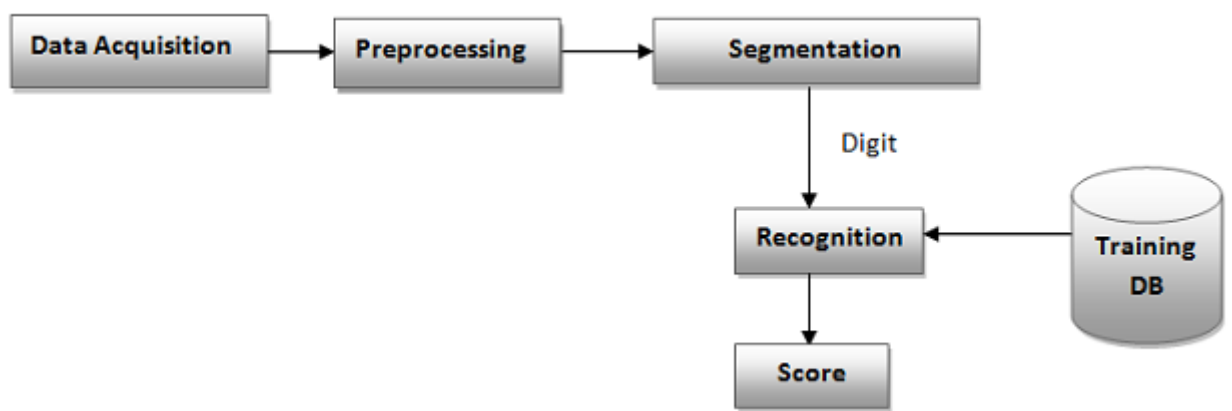 Data Acquisition
Preprocessing
Segmentation
Digit
Recognition
Training
DB
Score